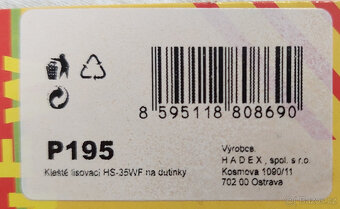 8 595118 808690
P195
Kleště lisovací HS-35WF na dutinky
Výrobce:
HADEX, spol. s r.o.
Kosmova 1090/11
702 00 Ostrava